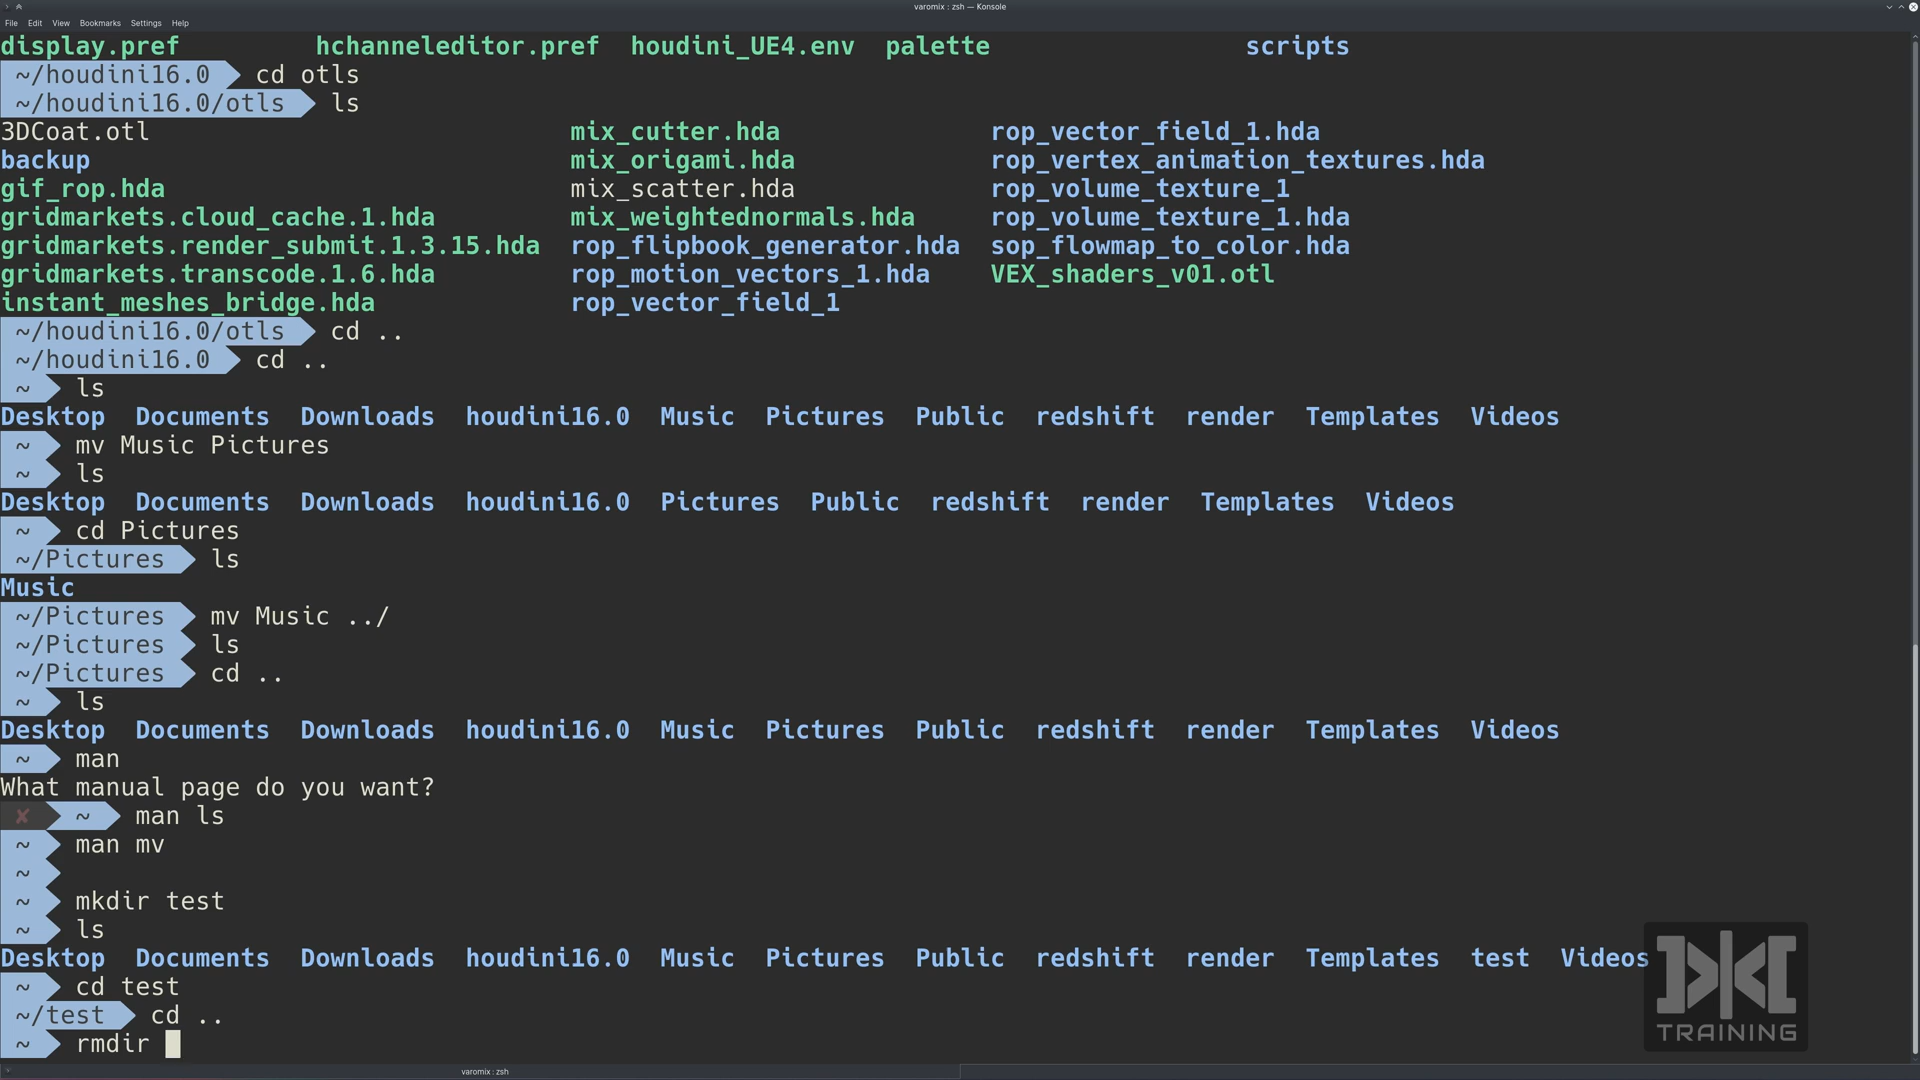 varomix : zsh — Konsole
File Edit View Bookmarks Settings Help
display.pref hchanneleditor.pref houdini_UE4.env palette scripts
~/houdini16.0 cd otls
~/houdini16.0/otls ls
3DCoat.otl mix_cutter.hda rop_vector_field_1.hda
backup mix_origami.hda rop_vertex_animation_textures.hda
gif_rop.hda mix_scatter.hda rop_volume_texture_1
gridmarkets.cloud_cache.1.hda mix_weightednormals.hda rop_volume_texture_1.hda
gridmarkets.render_submit.1.3.15.hda rop_flipbook_generator.hda sop_flowmap_to_color.hda
gridmarkets.transcode.1.6.hda rop_motion_vectors_1.hda VEX_shaders_v01.otl
instant_meshes_bridge.hda rop_vector_field_1
~/houdini16.0/otls cd ..
~/houdini16.0 cd ..
~ ls
Desktop Documents Downloads houdini16.0 Music Pictures Public redshift render Templates Videos
~ mv Music Pictures
~ ls
Desktop Documents Downloads houdini16.0 Pictures Public redshift render Templates Videos
~ cd Pictures
~/Pictures ls
Music
~/Pictures mv Music ../
~/Pictures ls
~/Pictures cd ..
~ ls
Desktop Documents Downloads houdini16.0 Music Pictures Public redshift render Templates Videos
~ man
What manual page do you want?
✘ ~ man ls
~ man mv
~
~ mkdir test
~ ls
Desktop Documents Downloads houdini16.0 Music Pictures Public redshift render Templates test Videos
~ cd test
~/test cd ..
~ rmdir
TRAINING
varomix : zsh